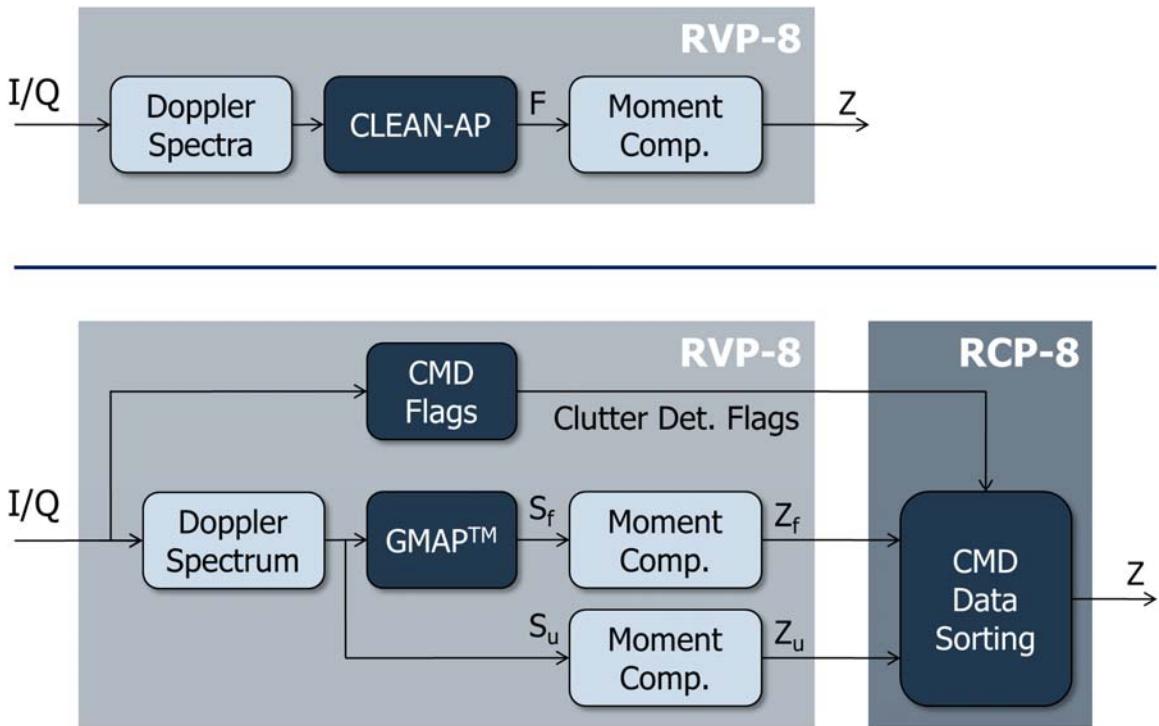 RVP-8
I/Q
Doppler
Spectra
CLEAN-AP
F
Moment
Comp.
Z
RVP-8
RCP-8
CMD
Flags
Clutter Det. Flags
I/Q
Doppler
Spectrum
GMAP™
Sf
Moment
Comp.
Zf
CMD
Data
Sorting
Z
Su
Moment
Comp.
Zu